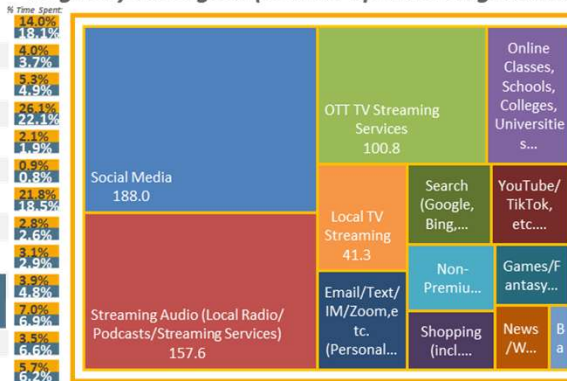 % Time Spent:
14.0%
18.1%
4.0%
3.7%
5.3%
4.9%
26.1%
22.1%
2.1%
1.9%
0.9%
0.8%
21.8%
18.5%
2.8%
2.6%
3.1%
2.9%
3.9%
4.8%
7.0%
6.9%
3.5%
6.6%
5.7%
6.2%
Social Media
188.0
Streaming Audio (Local Radio/
Podcasts/Streaming Services)
157.6
OTT TV Streaming
Services
100.8
Online
Classes,
Schools,
Colleges,
Universitie
s...
Local TV
Streaming
41.3
Search
(Google,
Bing,...
YouTube/
TikTok,
etc....
Email/Text/
IM/Zoom,e
tc.
(Personal...
Non-
Premiu...
Games/F
antasy...
Shopping
(incl....
News
/W...
B
a